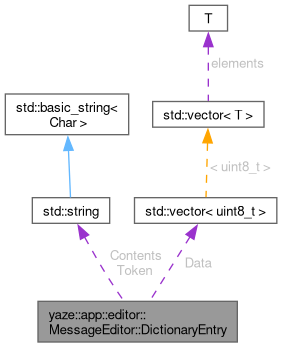 T
elements
std::basic_string<
Char >
std::vector< T >
< uint8_t >
std::string
std::vector< uint8_t >
Contents
Token
Data
yaze::app::editor::
MessageEditor::DictionaryEntry